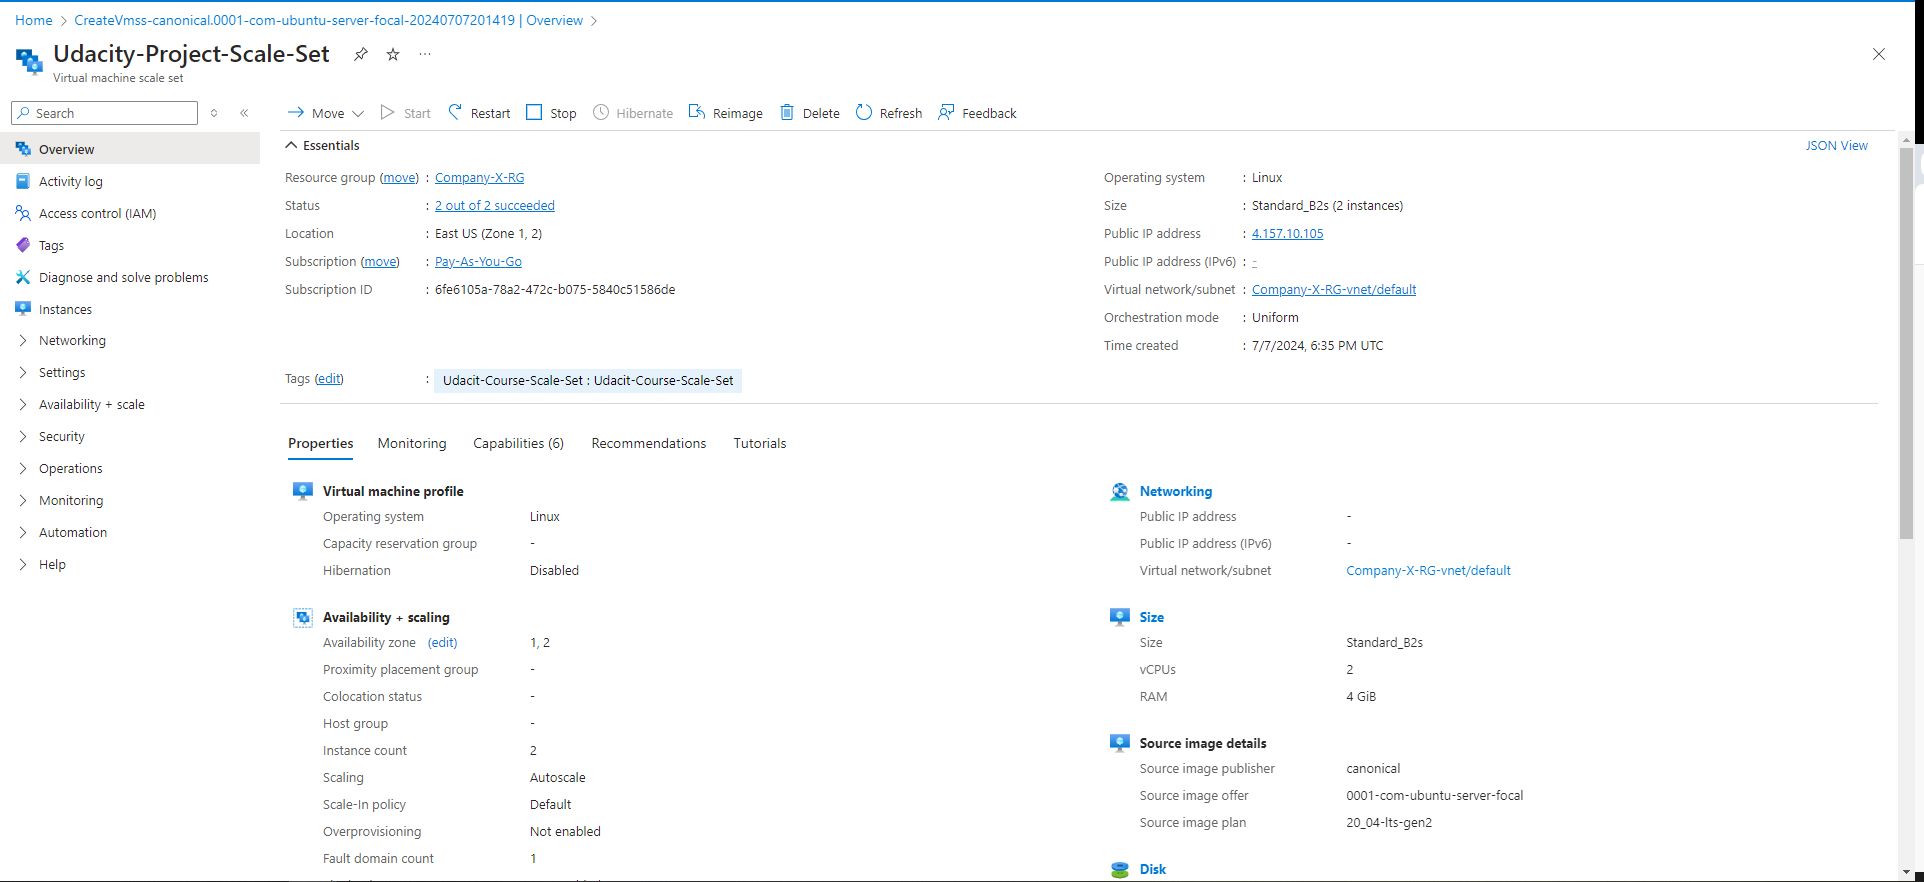 Home > CreateVmss-canonical.0001-com-ubuntu-server-focal-20240707201419 | Overview >
Udacity-Project-Scale-Set
Virtual machine scale set
Search
Move Start Restart Stop Hibernate Reimage Delete Refresh Feedback
Overview
Activity log
Access control (IAM)
Tags
Diagnose and solve problems
Instances
Networking
Settings
Availability + scale
Security
Operations
Monitoring
Automation
Help
Essentials
JSON View
Resource group (move) : Company-X-RG
Status : 2 out of 2 succeeded
Location : East US (Zone 1, 2)
Subscription (move) : Pay-As-You-Go
Subscription ID : 6fe6105a-78a2-472c-b075-5840c51586de
Operating system : Linux
Size : Standard_B2s (2 instances)
Public IP address : 4.157.10.105
Public IP address (IPv6) : -
Virtual network/subnet : Company-X-RG-vnet/default
Orchestration mode : Uniform
Time created : 7/7/2024, 6:35 PM UTC
Tags (edit) : Udacit-Course-Scale-Set : Udacit-Course-Scale-Set
Properties Monitoring Capabilities (6) Recommendations Tutorials
Virtual machine profile
Operating system Linux
Capacity reservation group -
Hibernation Disabled
Availability + scaling
Availability zone (edit) 1, 2
Proximity placement group -
Colocation status -
Host group -
Instance count 2
Scaling Autoscale
Scale-In policy Default
Overprovisioning Not enabled
Fault domain count 1
Networking
Public IP address -
Public IP address (IPv6) -
Virtual network/subnet Company-X-RG-vnet/default
Size
Size Standard_B2s
vCPUs 2
RAM 4 GiB
Source image details
Source image publisher canonical
Source image offer 0001-com-ubuntu-server-focal
Source image plan 20_04-lts-gen2
Disk